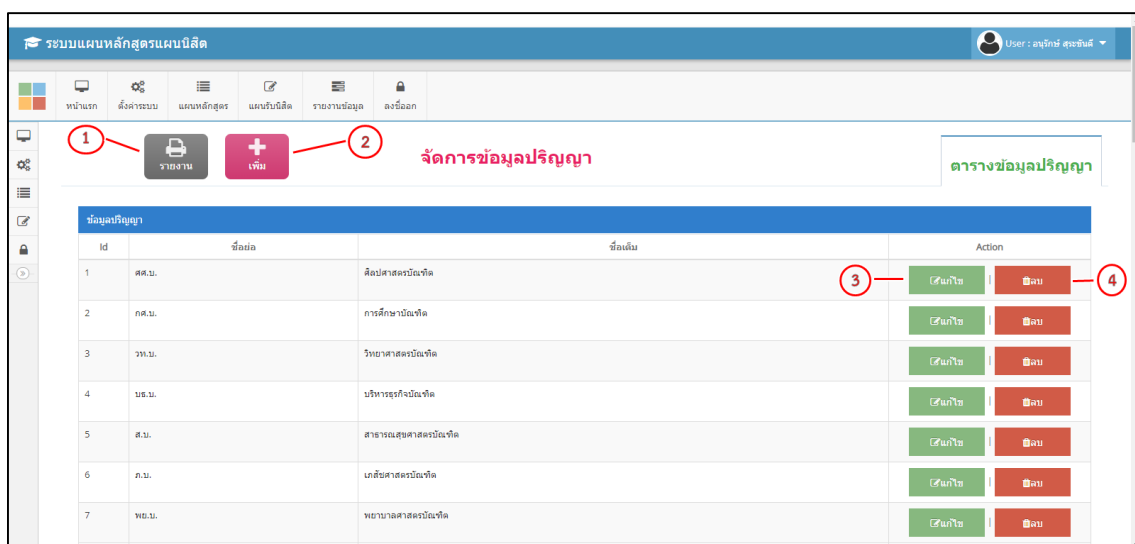 ระบบแผนหลักสูตรแผนนิสิต
User : อนุรักษ์ สุระขันตี
หน้าแรก ตั้งค่าระบบ แผนหลักสูตร แผนรับนิสิต รายงานข้อมูล ลงชื่ออก
1 รายงาน เพิ่ม 2 จัดการข้อมูลปริญญา ตารางข้อมูลปริญญา
ข้อมูลปริญญา
Id ชื่อย่อ ชื่อเต็ม Action
1 ศศ.บ. ศิลปศาสตรบัณฑิต 3 แก้ไข | ลบ 4
2 กศ.บ. การศึกษาบัณฑิต แก้ไข | ลบ
3 วท.บ. วิทยาศาสตรบัณฑิต แก้ไข | ลบ
4 บธ.บ. บริหารธุรกิจบัณฑิต แก้ไข | ลบ
5 ส.บ. สาธารณสุขศาสตรบัณฑิต แก้ไข | ลบ
6 ภ.บ. เภสัชศาสตรบัณฑิต แก้ไข | ลบ
7 พย.บ. พยาบาลศาสตรบัณฑิต แก้ไข | ลบ